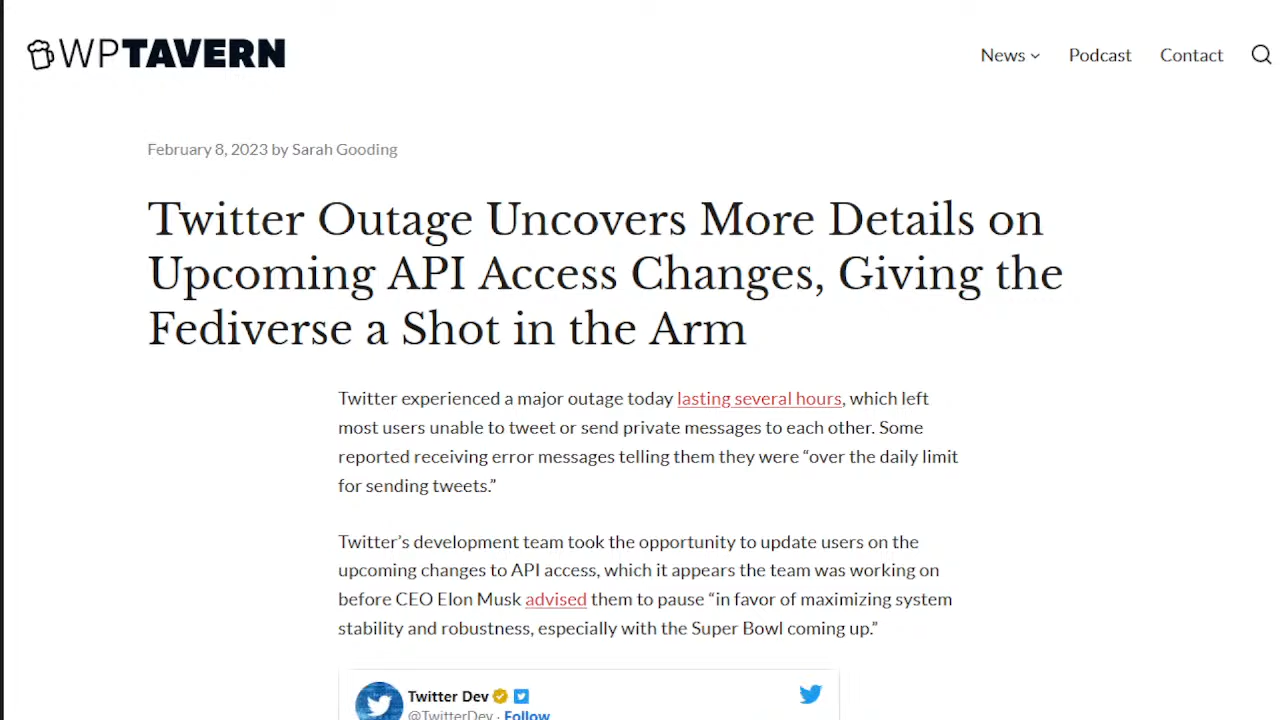 WPTAVERN
News
Podcast
Contact
February 8, 2023 by Sarah Gooding
Twitter Outage Uncovers More Details on
Upcoming API Access Changes, Giving the
Fediverse a Shot in the Arm
Twitter experienced a major outage today lasting several hours, which left
most users unable to tweet or send private messages to each other. Some
reported receiving error messages telling them they were “over the daily limit
for sending tweets.”
Twitter’s development team took the opportunity to update users on the
upcoming changes to API access, which it appears the team was working on
before CEO Elon Musk advised them to pause “in favor of maximizing system
stability and robustness, especially with the Super Bowl coming up.”
Twitter Dev
@TwitterDev · Follow